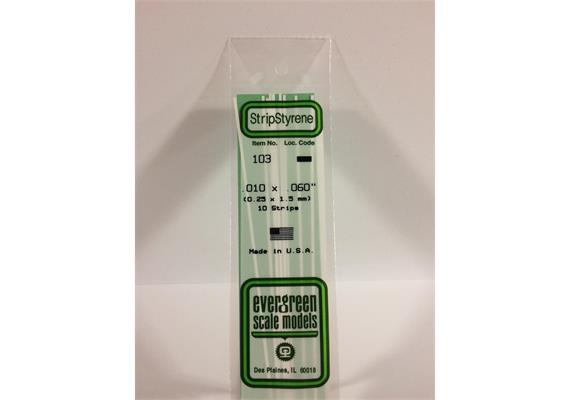 StripStyrene
Item No. Loc. Code
103
.010 x .060"
(0.25 x 1.5 mm)
10 Strips
Made in U.S.A.
evergreen
scale models
Des Plaines, IL 60018